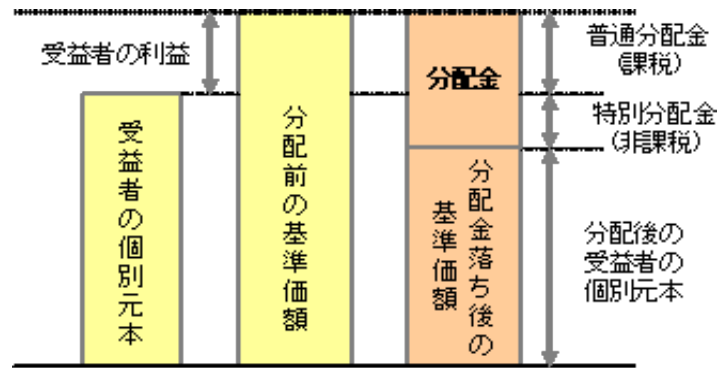 受益者の利益
受益者の個別元本
分配前の基準価額
分配金
分配金落ち後の
基準価額
普通分配金
(課税)
特別分配金
(非課税)
分配後の
受益者の
個別元本